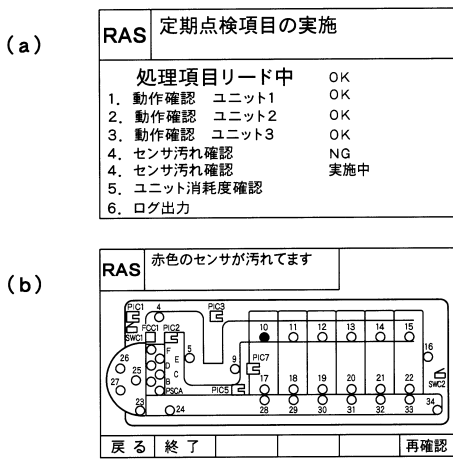 (a)
RAS 定期点検項目の実施
処理項目リード中 OK
1. 動作確認 ユニット1 OK
2. 動作確認 ユニット2 OK
3. 動作確認 ユニット3 OK
4. センサ汚れ確認 NG
4. センサ汚れ確認 実施中
5. ユニット消耗度確認
6. ログ出力
(b)
RAS 赤色のセンサが汚れてます
PIC1 4 PIC3
SWC1 FCC1 PIC2 10 11 12 13 14 15
26 F E 5 16
D 9 PIC7
27 25 C
B PIC5 17 18 19 20 21 22 SWC2
PSCA
23 24 28 29 30 31 32 33 34
戻る 終了 再確認